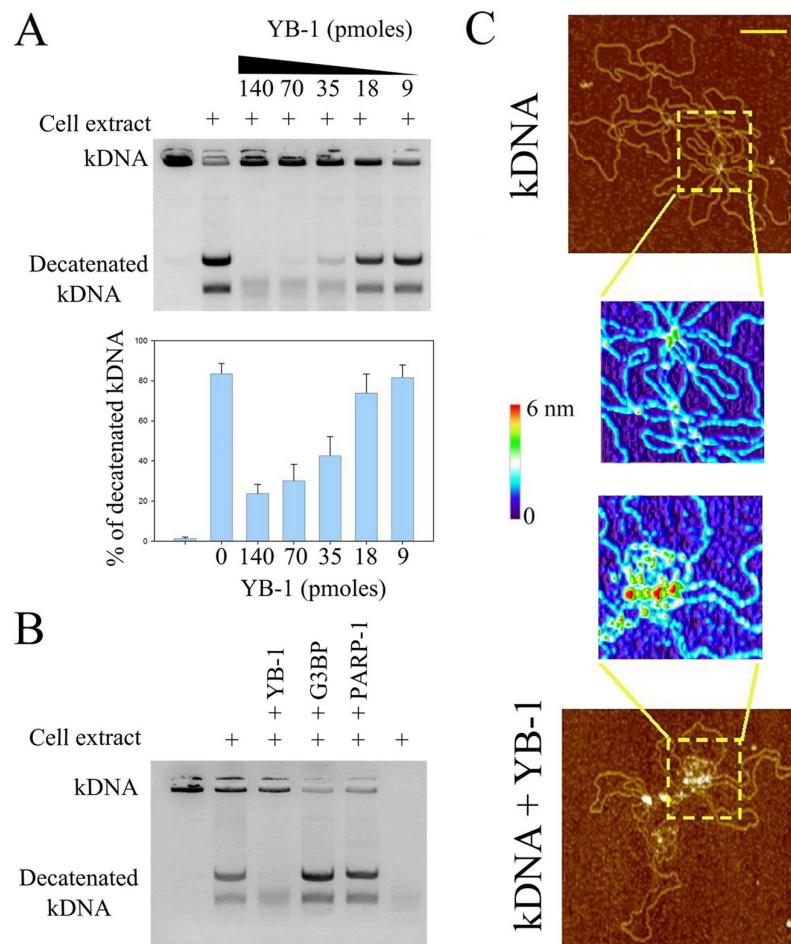 A
YB-1 (pmoles)
140 70 35 18 9
Cell extract + + + + + +
kDNA
Decatenated
kDNA
% of decatenated kDNA
100
80
60
40
20
0
0 140 70 35 18 9
YB-1 (pmoles)
B
+ YB-1
+ G3BP
+ PARP-1
Cell extract + + + + +
kDNA
Decatenated
kDNA
C
kDNA
6 nm
0
kDNA + YB-1